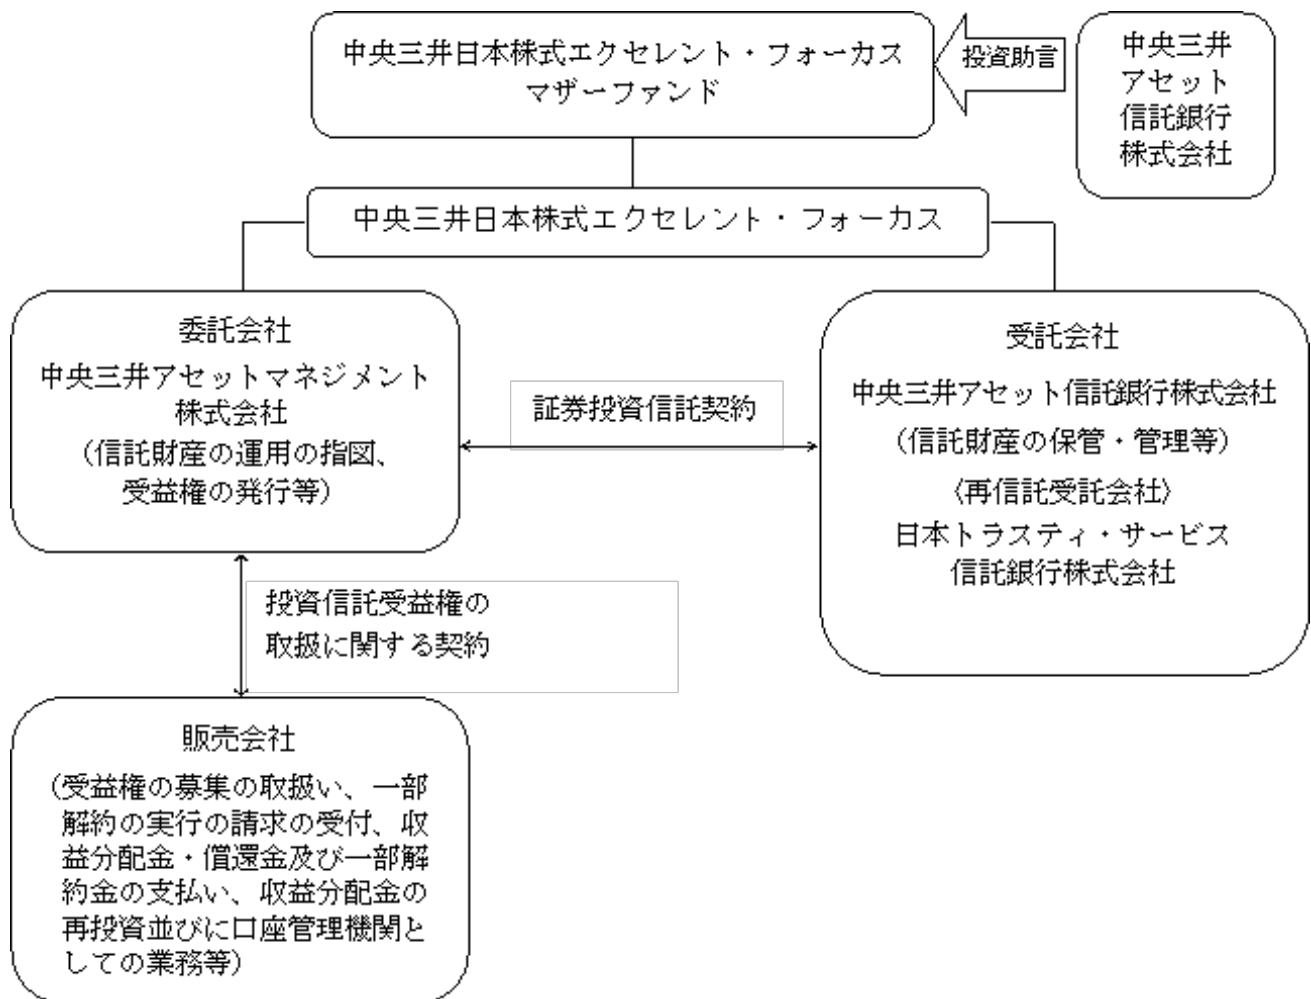 中央三井日本株式エクセレント・フォーカス
マザーファンド
投資助言
中央三井
アセット
信託銀行
株式会社
中央三井日本株式エクセレント・フォーカス
委託会社
中央三井アセットマネジメント
株式会社
（信託財産の運用の指図、
受益権の発行等）
証券投資信託契約
受託会社
中央三井アセット信託銀行株式会社
（信託財産の保管・管理等）
〈再信託受託会社〉
日本トラスティ・サービス
信託銀行株式会社
投資信託受益権の
取扱に関する契約
販売会社
（受益権の募集の取扱い、一部
解約の実行の請求の受付、収
益分配金・償還金及び一部解
約金の支払い、収益分配金の
再投資並びに口座管理機関と
しての業務等）